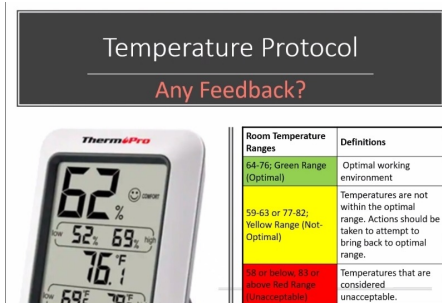 Temperature Protocol
Any Feedback?
ThermoPro
62%
COMFORT
low 52% 69% high
76.1 °F
low 69°F 79°F
Room Temperature
Ranges
Definitions
64-76; Green Range
(Optimal)
Optimal working
environment
59-63 or 77-82;
Yellow Range (Not-
Optimal)
Temperatures are not
within the optimal
range. Actions should be
taken to attempt to
bring back to optimal
range.
58 or below, 83 or
above Red Range
(Unacceptable)
Temperatures that are
considered
unacceptable.